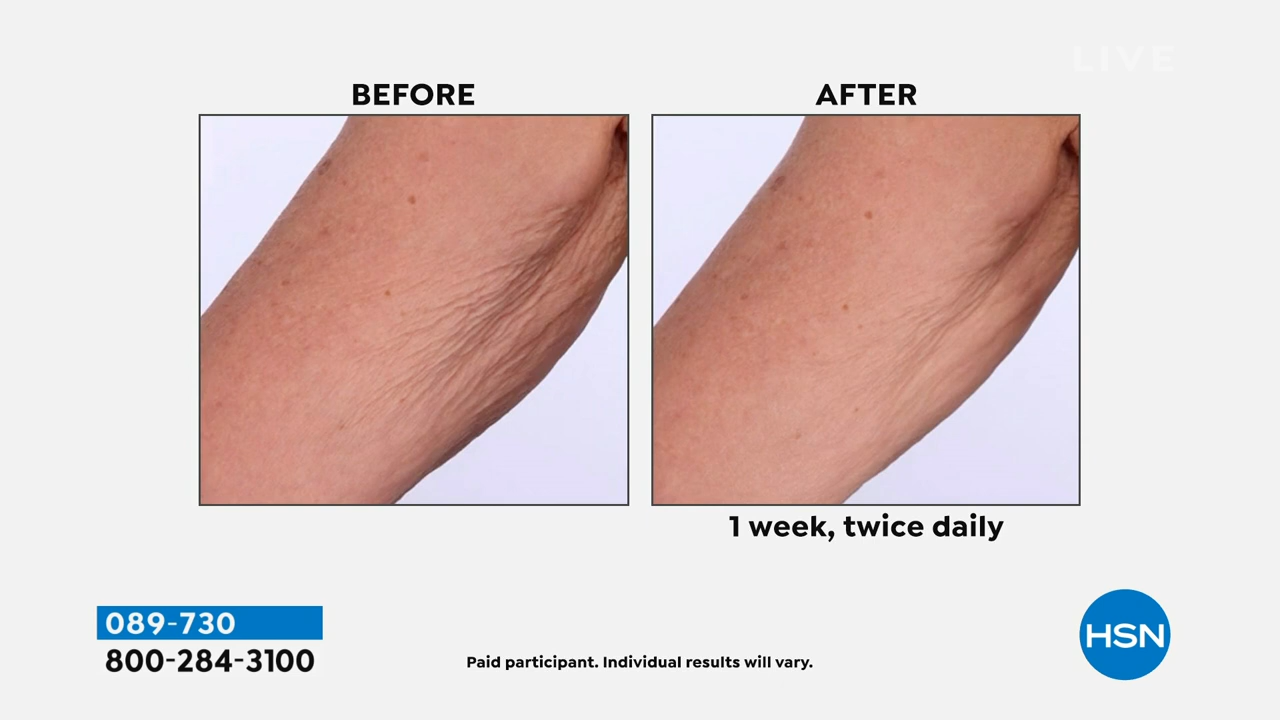 LIVE
BEFORE
AFTER
1 week, twice daily
089-730
800-284-3100
Paid participant. Individual results will vary.
HSN